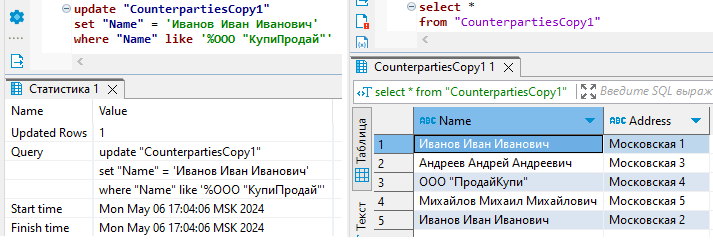 update "CounterpartiesCopy1"
set "Name" = 'Иванов Иван Иванович'
where "Name" like '%ООО "КупиПродай"'
Статистика 1
Name Value
Updated Rows 1
Query update "CounterpartiesCopy1"
set "Name" = 'Иванов Иван Иванович'
where "Name" like '%ООО "КупиПродай"'
Start time Mon May 06 17:04:06 MSK 2024
Finish time Mon May 06 17:04:06 MSK 2024
select *
from "CounterpartiesCopy1"
CounterpartiesCopy1 1
select * from "CounterpartiesCopy1" Введите SQL выраж
Таблица
Текст
ABC Name ABC Address
1 Иванов Иван Иванович Московская 1
2 Андреев Андрей Андреевич Московская 3
3 ООО "ПродайКупи" Московская 4
4 Михайлов Михаил Михайлович Московская 5
5 Иванов Иван Иванович Московская 2